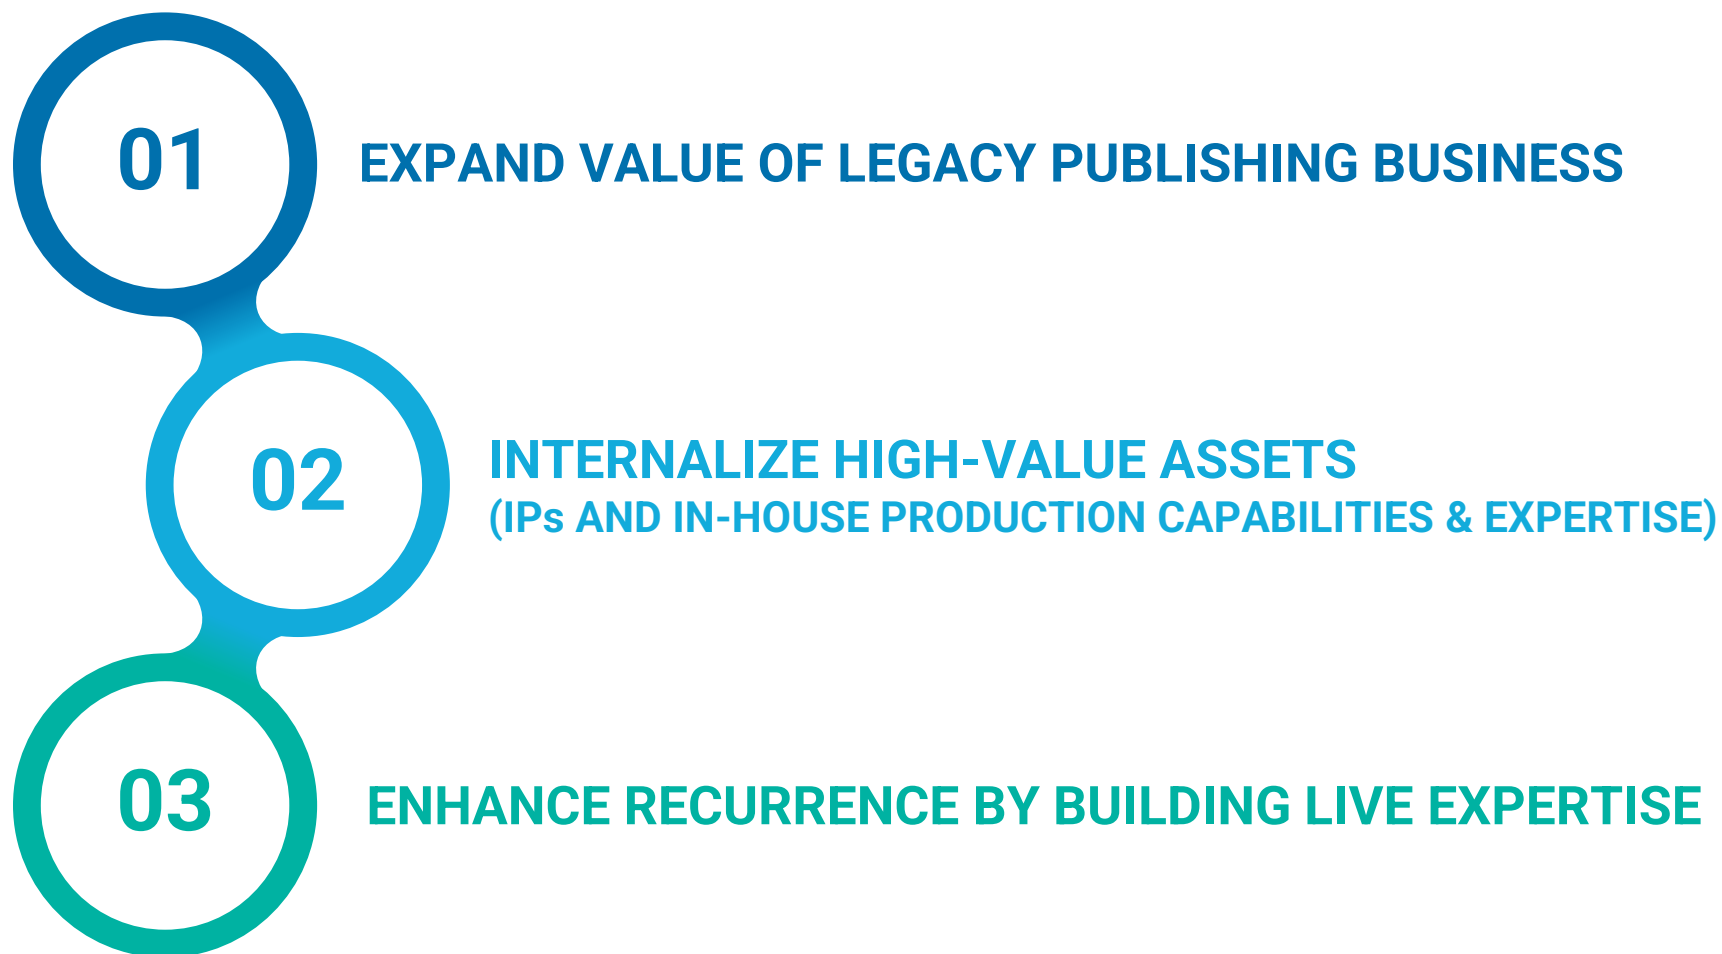 01
EXPAND VALUE OF LEGACY PUBLISHING BUSINESS
02
INTERNALIZE HIGH-VALUE ASSETS
(IPs AND IN-HOUSE PRODUCTION CAPABILITIES & EXPERTISE)
03
ENHANCE RECURRENCE BY BUILDING LIVE EXPERTISE